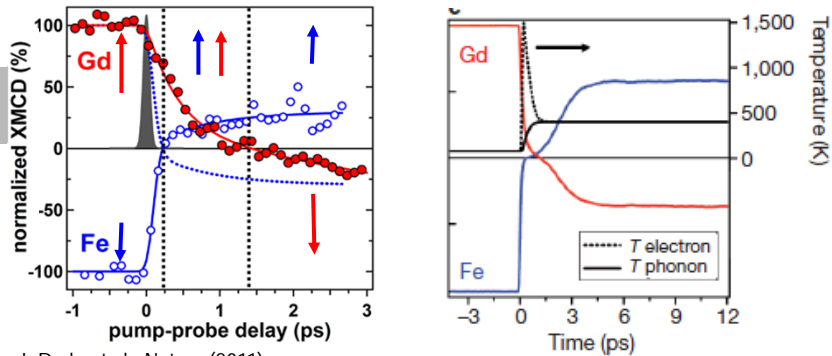 normalized XMCD (%)
100
50
0
-50
-100
Gd
Fe
-1
0
1
2
3
pump-probe delay (ps)
c
Gd
Fe
1,500
1,000
500
0
Temperature (K)
T electron
T phonon
−3
0
3
6
9
12
Time (ps)
(2011)